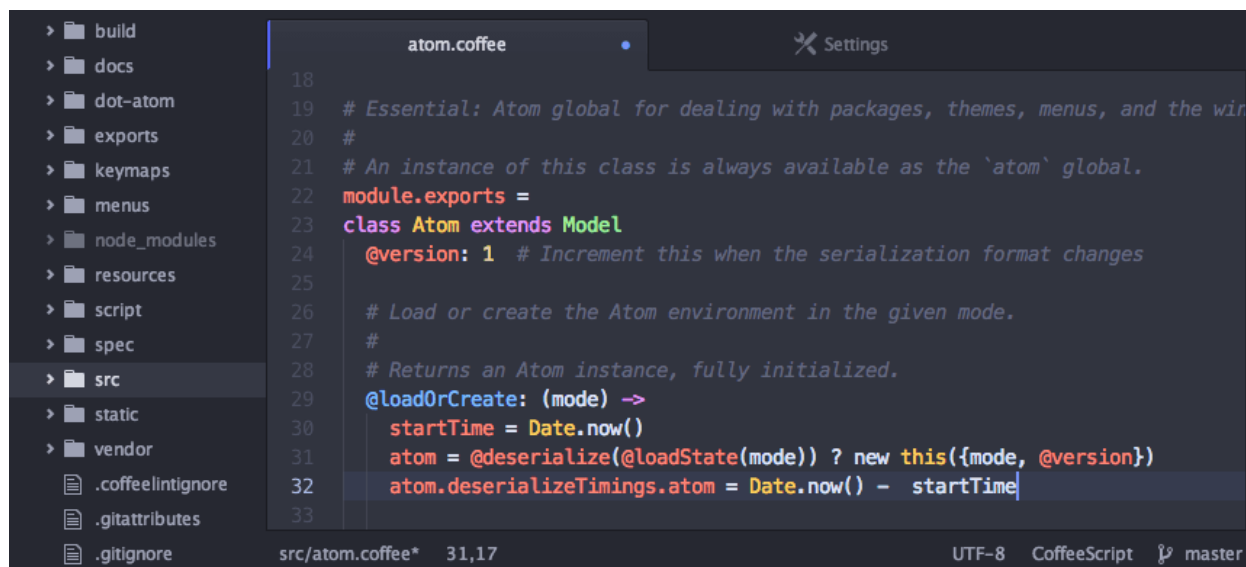 build
docs
dot-atom
exports
keymaps
menus
node_modules
resources
script
spec
src
static
vendor
.coffeelintignore
.gitattributes
.gitignore
atom.coffee
Settings
18
19 # Essential: Atom global for dealing with packages, themes, menus, and the win
20 #
21 # An instance of this class is always available as the `atom` global.
22 module.exports =
23 class Atom extends Model
24   @version: 1  # Increment this when the serialization format changes
25
26   # Load or create the Atom environment in the given mode.
27   #
28   # Returns an Atom instance, fully initialized.
29   @loadOrCreate: (mode) ->
30     startTime = Date.now()
31     atom = @deserialize(@loadState(mode)) ? new this({mode, @version})
32     atom.deserializeTimings.atom = Date.now() -  startTime
33
src/atom.coffee* 31,17 UTF-8 CoffeeScript master